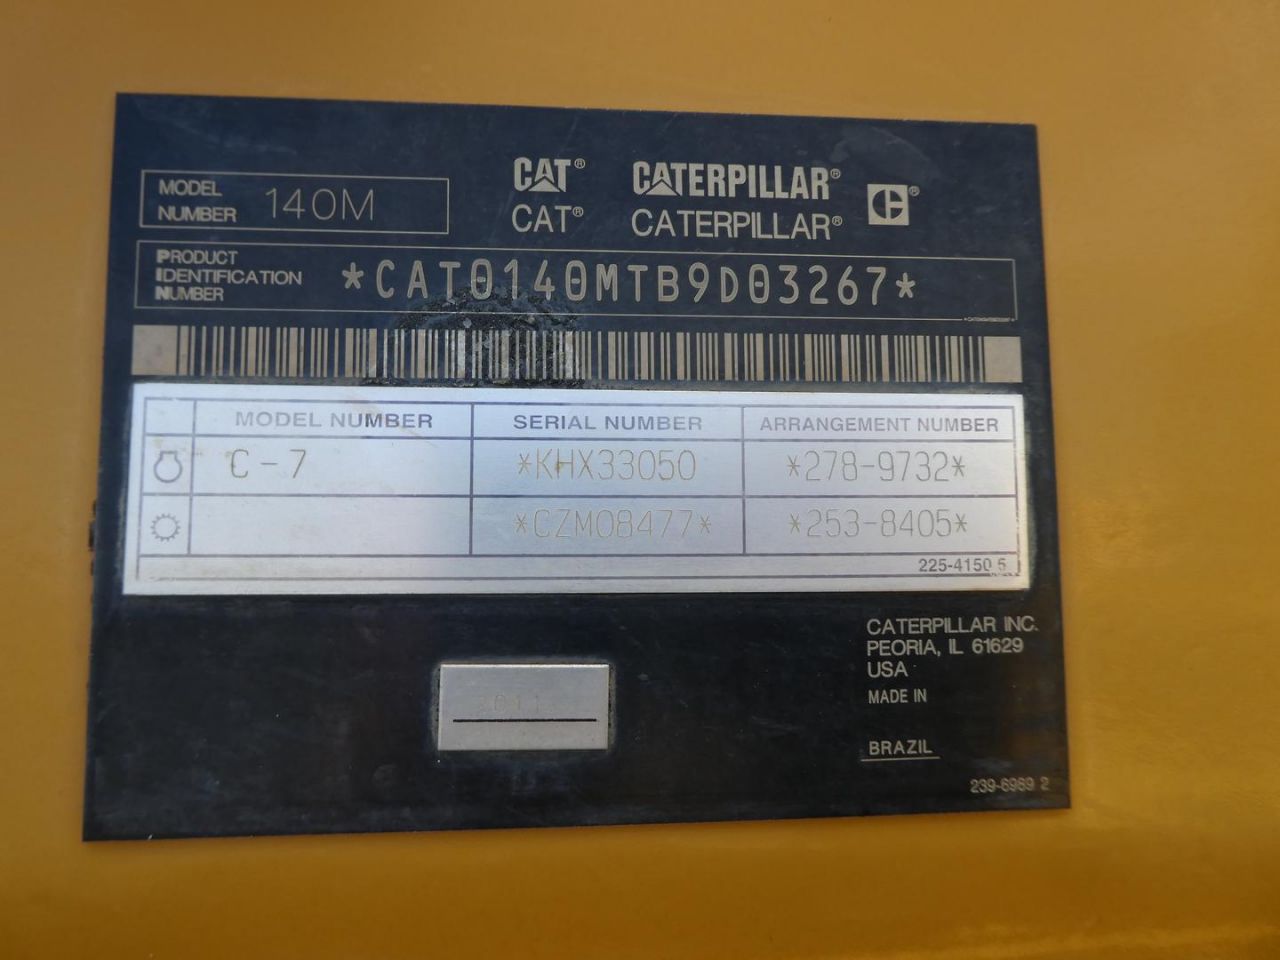 MODEL NUMBER 140M
CAT® CATERPILLAR® ®
CAT® CATERPILLAR®
PRODUCT IDENTIFICATION NUMBER *CAT0140MTB9D03267*
MODEL NUMBER SERIAL NUMBER ARRANGEMENT NUMBER
C-7 *KHX33050 *278-9732*
*CZM08477* *253-8405*
225-4150 5
2011
CATERPILLAR INC.
PEORIA, IL 61629
USA
MADE IN
BRAZIL
239-6969 2